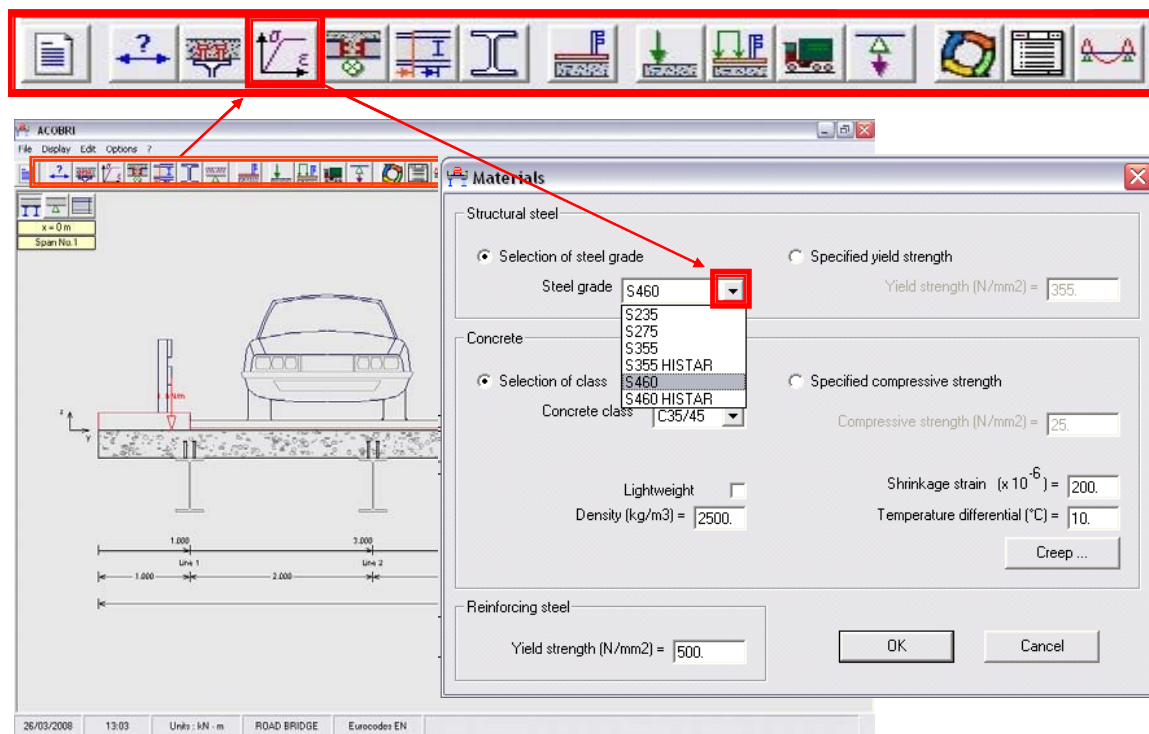 ?
σ
ε
ACOBRI
File Display Edit Options ?
?
x = 0 m
Span No.1
z
y
1.000
3.000
Line 1
Line 2
1.000
2.000
Materials
Structural steel
Selection of steel grade
Specified yield strength
Steel grade S460
Yield strength (N/mm2) = 355.
S235
S275
S355
S355 HISTAR
S460
S460 HISTAR
Concrete
Selection of class
Specified compressive strength
Concrete class C35/45
Compressive strength (N/mm2) = 25.
Lightweight
Shrinkage strain (x 10-6) = 200.
Density (kg/m3) = 2500.
Temperature differential (°C) = 10.
Creep ...
Reinforcing steel
Yield strength (N/mm2) = 500.
OK
Cancel
26/03/2008 13:03 Units : kN - m ROAD BRIDGE Eurocodes EN